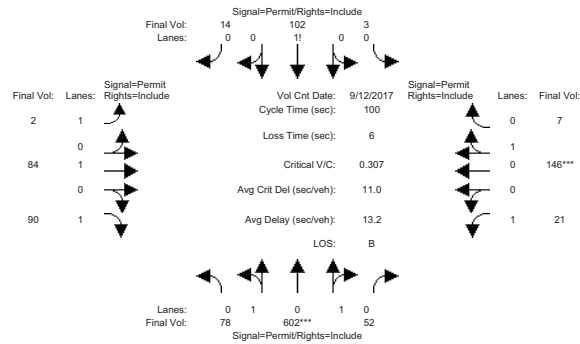 Signal=Permit/Rights=Include
Final Vol: 14 102 3
Lanes: 0 0 1! 0 0
Signal=Permit
Final Vol: Lanes: Rights=Include
Vol Cnt Date: 9/12/2017
Signal=Permit
Rights=Include Lanes: Final Vol:
Cycle Time (sec): 100
2 1 0 7
Loss Time (sec): 6
0 1
84 1 Critical V/C: 0.307 0 146***
0 Avg Crit Del (sec/veh): 11.0 0
90 1 Avg Delay (sec/veh): 13.2 1 21
LOS: B
Lanes: 0 1 0 1 0
Final Vol: 78 602*** 52
Signal=Permit/Rights=Include